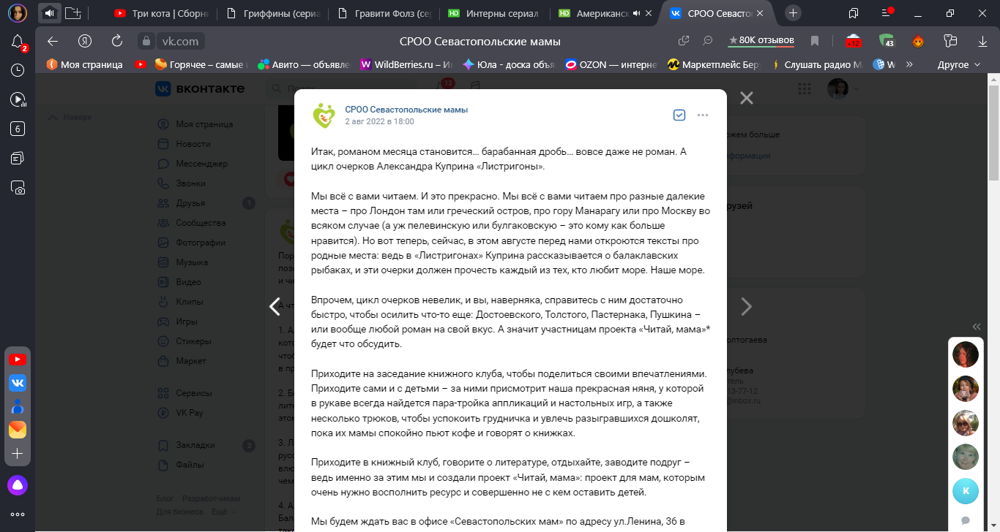 Три кота | Сборн
Гриффины (сериа
Гравити Фолз (се
Интерны сериал
Американск
СРОО Севасто
2
vk.com
СРОО Севастопольские мамы
★ 80K отзывов
+12
43
Моя страница
Горячее – самые
Авито — объявле
WildBerries.ru – И
Юла - доска объя
OZON — интерне
Маркетплейс Бер
Слушать радио М
W
»
Другое
6
вконтакте
Поиск
13
Наверх
Моя страница
Новости
Мессенджер
Звонки
Друзья
1
Сообщества
Фотографии
Музыка
Видео
Клипы
Игры
Стикеры
Маркет
Сервисы
VK Pay
Закладки
2
Файлы
Блог Разработчикам
Для бизнеса Ещё
СРОО Севастопольские мамы
2 авг 2022 в 18:00
Итак, романом месяца становится... барабанная дробь... вовсе даже не роман. А
цикл очерков Александра Куприна «Листригоны».
Мы всё с вами читаем. И это прекрасно. Мы всё с вами читаем про разные далекие
места – про Лондон там или греческий остров, про гору Манарагу или про Москву во
всяком случае (а уж пелевинскую или булгаковскую – это кому как больше
нравится). Но вот теперь, сейчас, в этом августе перед нами откроются тексты про
родные места: ведь в «Листригонах» Куприна рассказывается о балаклавских
рыбаках, и эти очерки должен прочесть каждый из тех, кто любит море. Наше море.
Впрочем, цикл очерков невелик, и вы, наверняка, справитесь с ним достаточно
быстро, чтобы осилить что-то еще: Достоевского, Толстого, Пастернака, Пушкина –
или вообще любой роман на свой вкус. А значит участницам проекта «Читай, мама»*
будет что обсудить.
Приходите на заседание книжного клуба, чтобы поделиться своими впечатлениями.
Приходите сами и с детьми – за ними присмотрит наша прекрасная няня, у которой
в рукаве всегда найдется пара-тройка аппликаций и настольных игр, а также
несколько трюков, чтобы успокоить грудничка и увлечь разыгравшихся дошколят,
пока их мамы спокойно пьют кофе и говорят о книжках.
Приходите в книжный клуб, говорите о литературе, отдыхайте, заводите подруг –
ведь именно за этим мы и создали проект «Читай, мама»: проект для мам, которым
очень нужно восполнить ресурс и совершенно не с кем оставить детей.
Мы будем ждать вас в офисе «Севастопольских мам» по адресу ул.Ленина, 36 в
ожем больше
нформация
рузей
олтогаева
лубева
тель
13-77-12
@inbox.ru
К